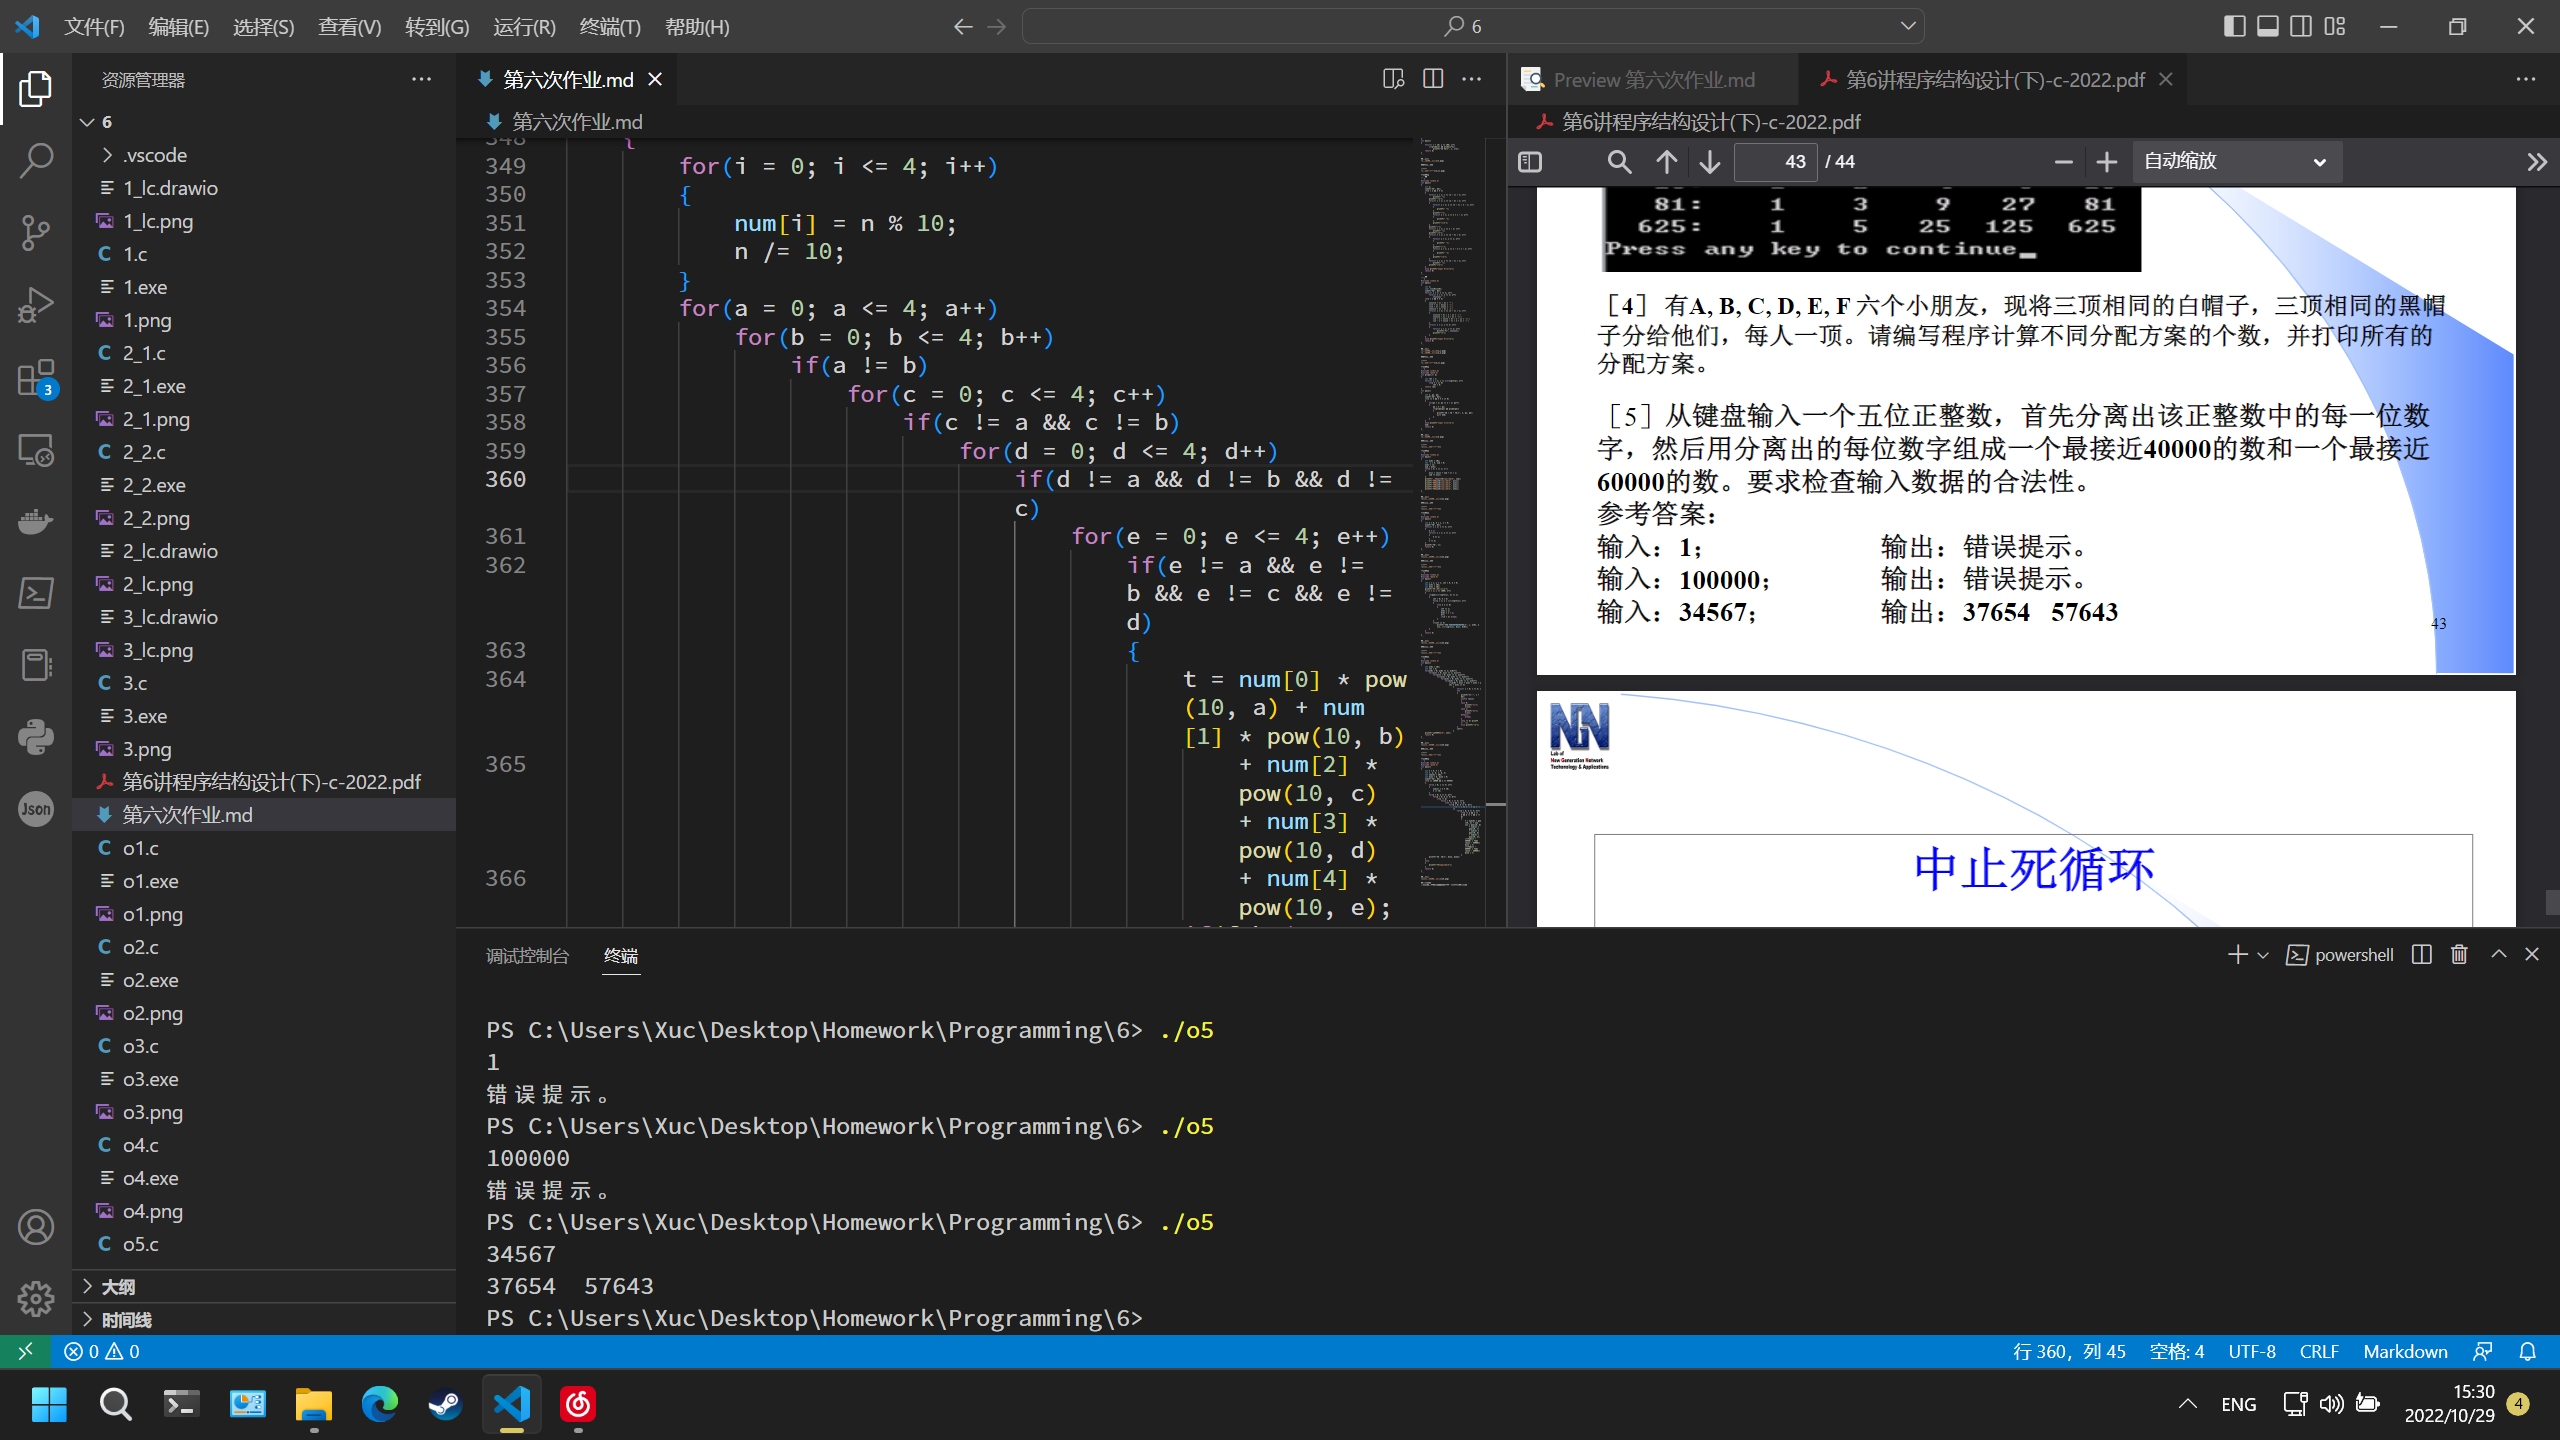 文件(F) 编辑(E) 选择(S) 查看(V) 转到(G) 运行(R) 终端(T) 帮助(H)
6
资源管理器
6
.vscode
1_lc.drawio
1_lc.png
1.c
1.exe
1.png
2_1.c
2_1.exe
2_1.png
2_2.c
2_2.exe
2_2.png
2_lc.drawio
2_lc.png
3_lc.drawio
3_lc.png
3.c
3.exe
3.png
第6讲程序结构设计(下)-c-2022.pdf
第六次作业.md
o1.c
o1.exe
o1.png
o2.c
o2.exe
o2.png
o3.c
o3.exe
o3.png
o4.c
o4.exe
o4.png
o5.c
大纲
时间线
3
Json
第六次作业.md
第六次作业.md
348 {
349 for(i = 0; i <= 4; i++)
350 {
351 num[i] = n % 10;
352 n /= 10;
353 }
354 for(a = 0; a <= 4; a++)
355 for(b = 0; b <= 4; b++)
356 if(a != b)
357 for(c = 0; c <= 4; c++)
358 if(c != a && c != b)
359 for(d = 0; d <= 4; d++)
360 if(d != a && d != b && d !=
c)
361 for(e = 0; e <= 4; e++)
362 if(e != a && e !=
b && e != c && e !=
d)
363 {
364 t = num[0] * pow
(10, a) + num
[1] * pow(10, b)
365 + num[2] *
pow(10, c)
+ num[3] *
pow(10, d)
366 + num[4] *
pow(10, e);
Preview 第六次作业.md
第6讲程序结构设计(下)-c-2022.pdf
第6讲程序结构设计(下)-c-2022.pdf
43 / 44
自动缩放
81: 1 3 9 27 81
625: 1 5 25 125 625
Press any key to continue_
［4］有A, B, C, D, E, F 六个小朋友，现将三顶相同的白帽子，三顶相同的黑帽
子分给他们，每人一顶。请编写程序计算不同分配方案的个数，并打印所有的
分配方案。
［5］从键盘输入一个五位正整数，首先分离出该正整数中的每一位数
字，然后用分离出的每位数字组成一个最接近40000的数和一个最接近
60000的数。要求检查输入数据的合法性。
参考答案：
输入：1； 输出：错误提示。
输入：100000； 输出：错误提示。
输入：34567； 输出：37654 57643
43
Lab of
New Generation Network
Technology & Applications
中止死循环
调试控制台 终端
powershell
PS C:\Users\Xuc\Desktop\Homework\Programming\6> ./o5
1
错误提示。
PS C:\Users\Xuc\Desktop\Homework\Programming\6> ./o5
100000
错误提示。
PS C:\Users\Xuc\Desktop\Homework\Programming\6> ./o5
34567
37654  57643
PS C:\Users\Xuc\Desktop\Homework\Programming\6>
0 0
行 360，列 45 空格: 4 UTF-8 CRLF Markdown
ENG
15:30
2022/10/29
4